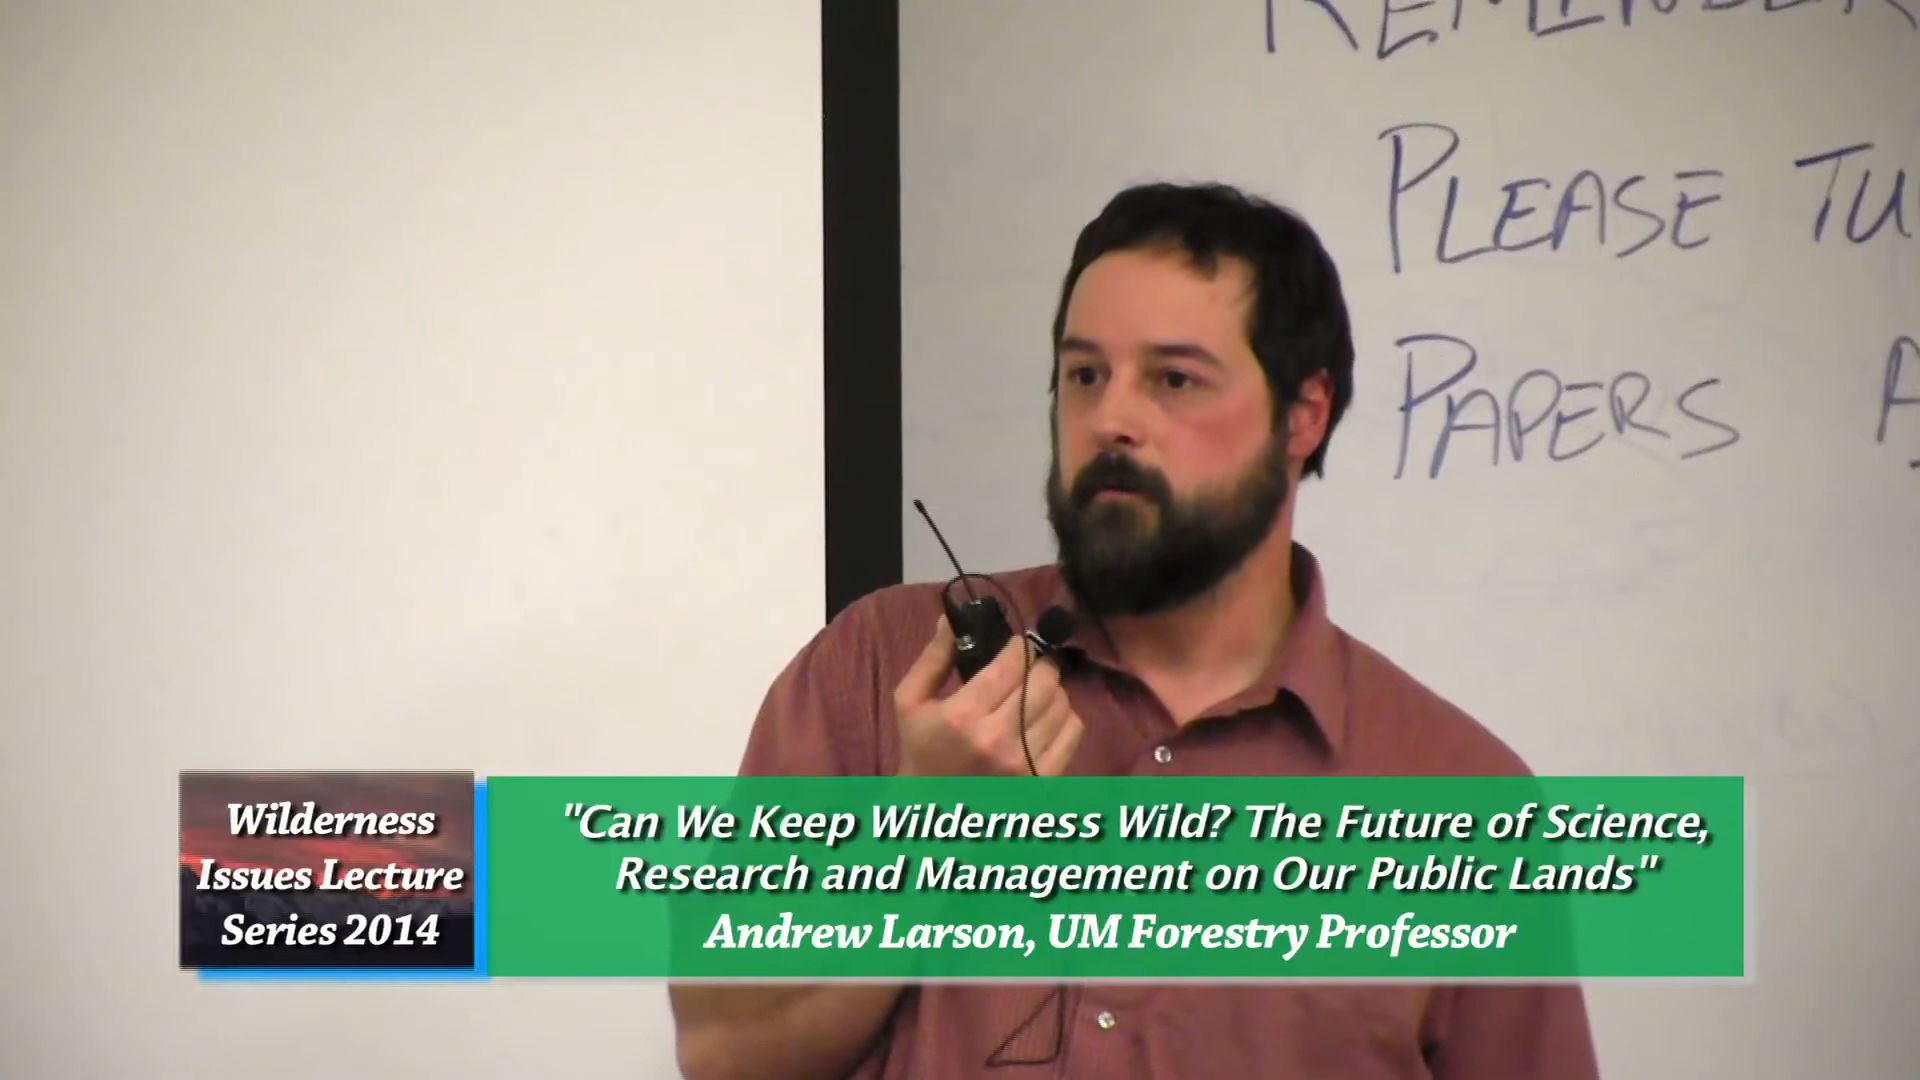 REMINDER
PLEASE TU
PAPERS A
Wilderness
Issues Lecture
Series 2014
"Can We Keep Wilderness Wild? The Future of Science,
Research and Management on Our Public Lands"
Andrew Larson, UM Forestry Professor